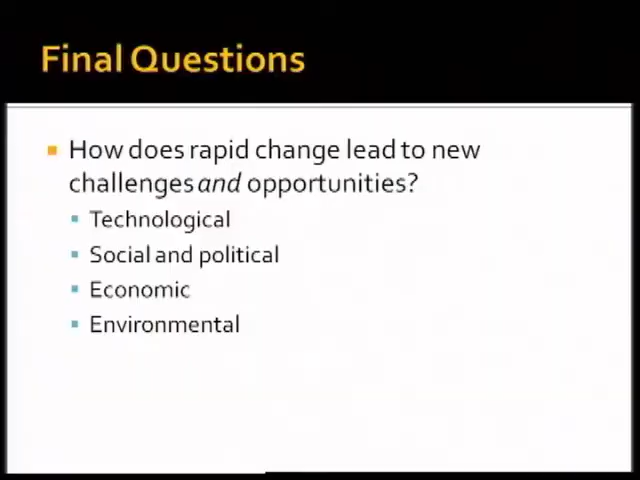 Final Questions
How does rapid change lead to new
challenges and opportunities?
Technological
Social and political
Economic
Environmental